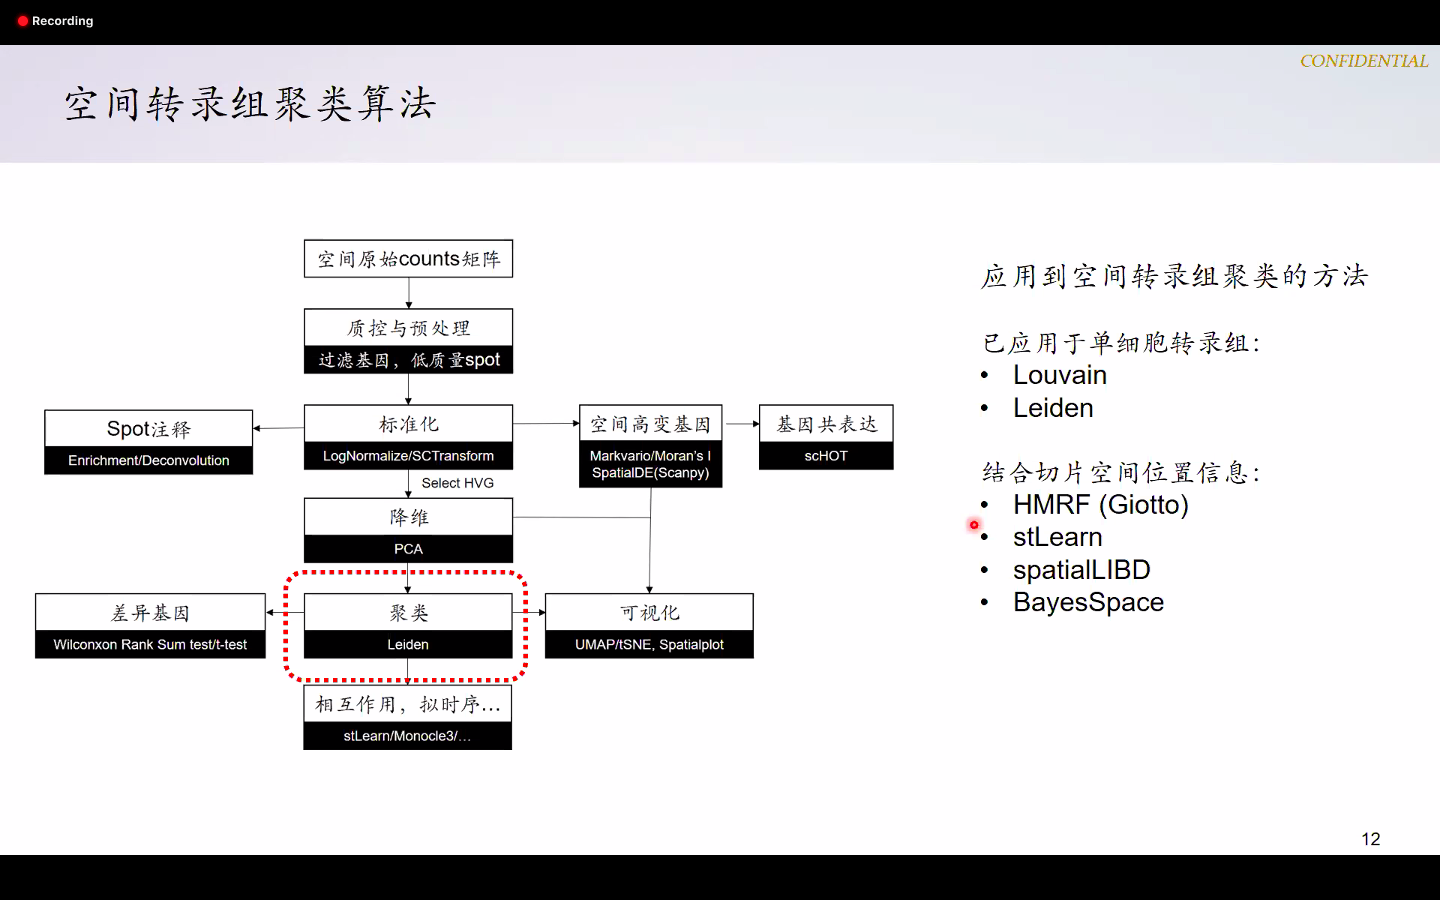 Recording
CONFIDENTIAL
空间转录组聚类算法
空间原始counts矩阵
质控与预处理
过滤基因，低质量spot
Spot注释
Enrichment/Deconvolution
标准化
LogNormalize/SCTransform
空间高变基因
Markvario/Moran's I
SpatialDE(Scanpy)
基因共表达
scHOT
Select HVG
降维
PCA
差异基因
Wilconxon Rank Sum test/t-test
聚类
Leiden
可视化
UMAP/tSNE, Spatialplot
相互作用，拟时序…
stLearn/Monocle3/…
应用到空间转录组聚类的方法
已应用于单细胞转录组：
• Louvain
• Leiden
结合切片空间位置信息：
• HMRF (Giotto)
• stLearn
• spatialLIBD
• BayesSpace
12